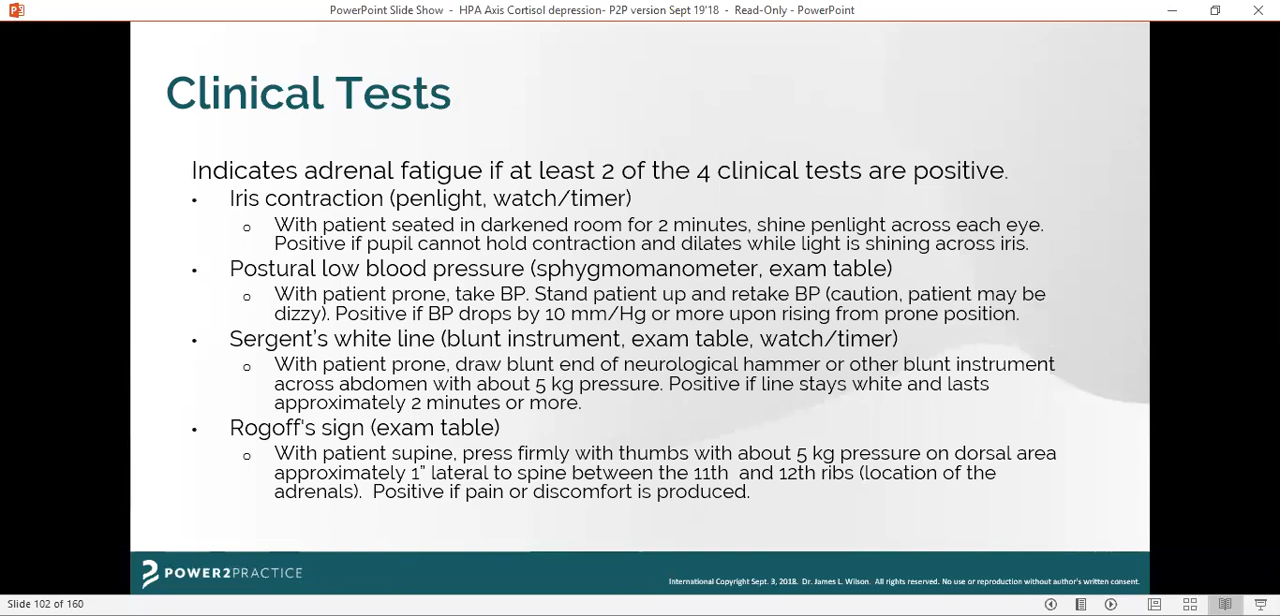 PowerPoint Slide Show - HPA Axis Cortisol depression- P2P version Sept 19'18 - Read-Only - PowerPoint
Clinical Tests
Indicates adrenal fatigue if at least 2 of the 4 clinical tests are positive.
• Iris contraction (penlight, watch/timer)
o With patient seated in darkened room for 2 minutes, shine penlight across each eye.
Positive if pupil cannot hold contraction and dilates while light is shining across iris.
• Postural low blood pressure (sphygmomanometer, exam table)
o With patient prone, take BP. Stand patient up and retake BP (caution, patient may be
dizzy). Positive if BP drops by 10 mm/Hg or more upon rising from prone position.
• Sergent's white line (blunt instrument, exam table, watch/timer)
o With patient prone, draw blunt end of neurological hammer or other blunt instrument
across abdomen with about 5 kg pressure. Positive if line stays white and lasts
approximately 2 minutes or more.
• Rogoff's sign (exam table)
o With patient supine, press firmly with thumbs with about 5 kg pressure on dorsal area
approximately 1” lateral to spine between the 11th and 12th ribs (location of the
adrenals). Positive if pain or discomfort is produced.
POWER2PRACTICE
International Copyright Sept. 3, 2018. Dr. James L. Wilson. All rights reserved. No use or reproduction without author's written consent.
Slide 102 of 160